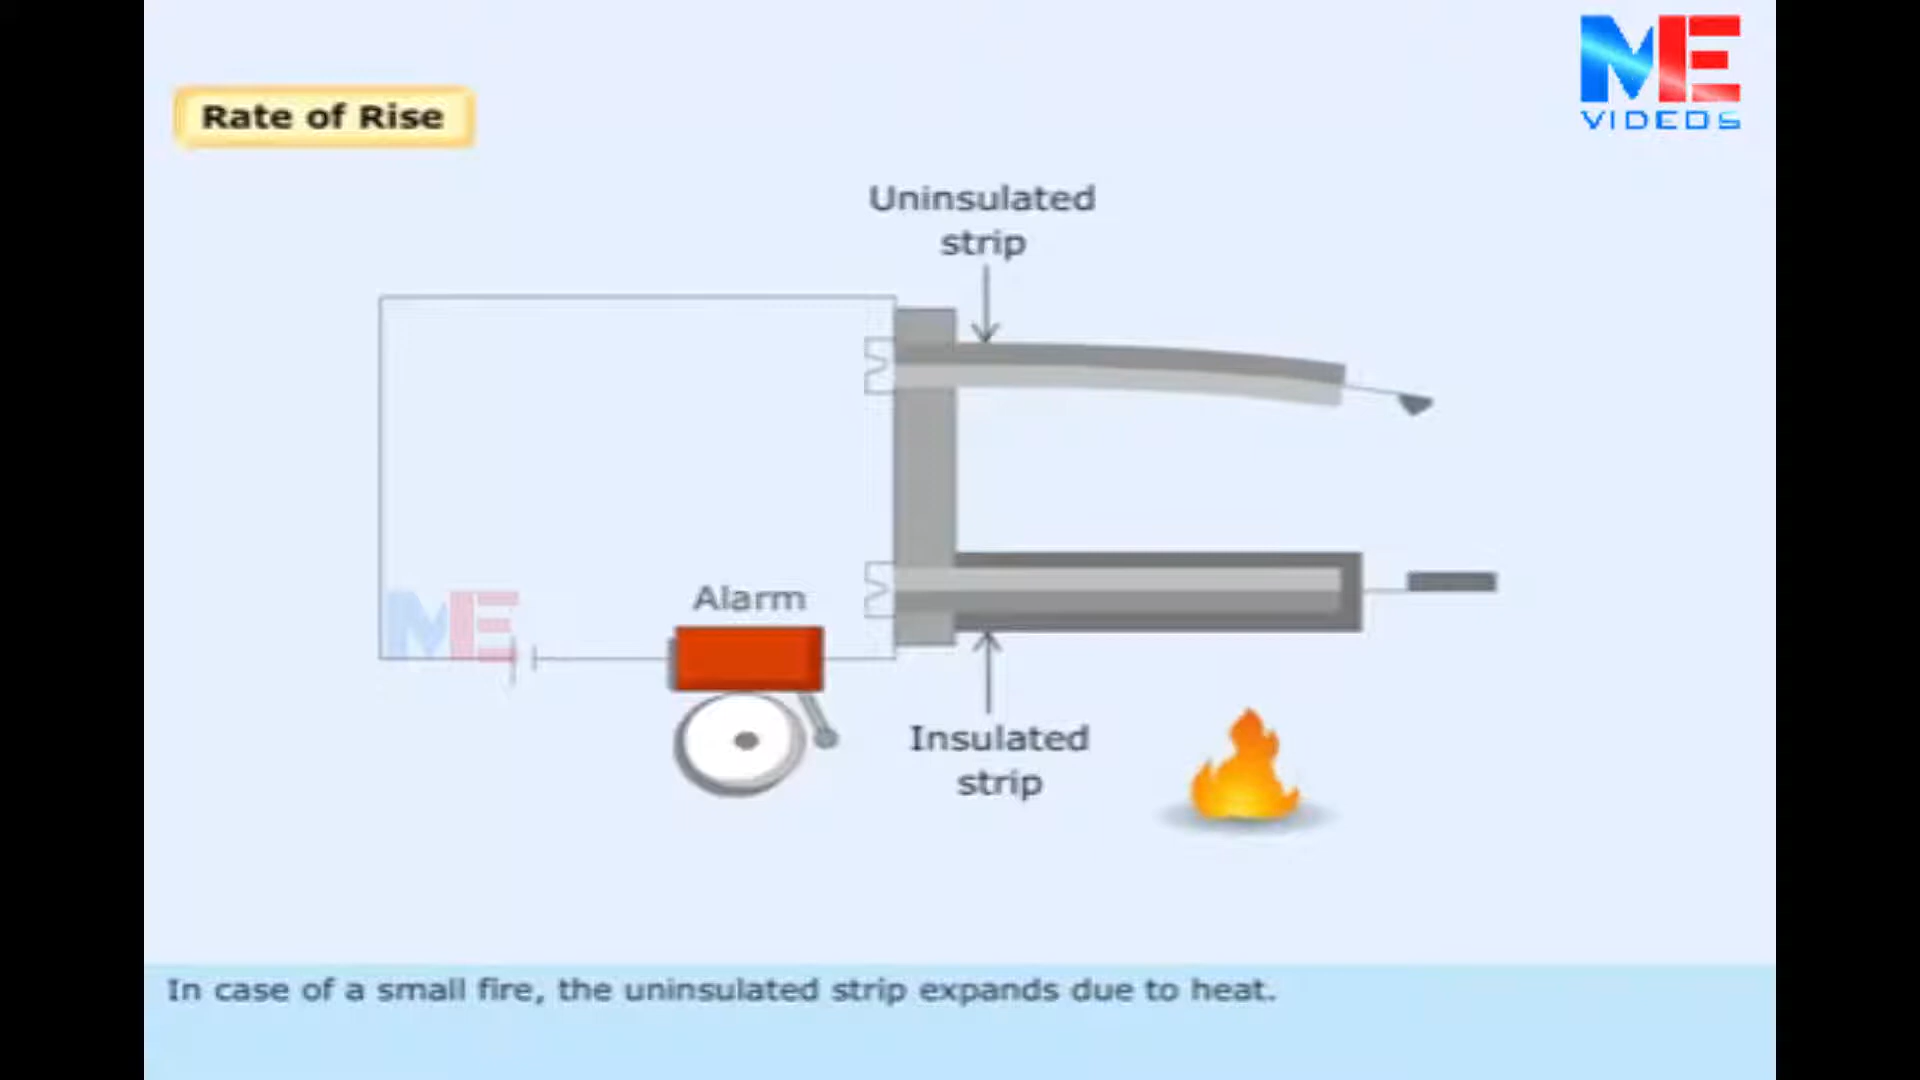 ME
VIDEOS
Rate of Rise
Uninsulated
strip
Alarm
ME
Insulated
strip
In case of a small fire, the uninsulated strip expands due to heat.